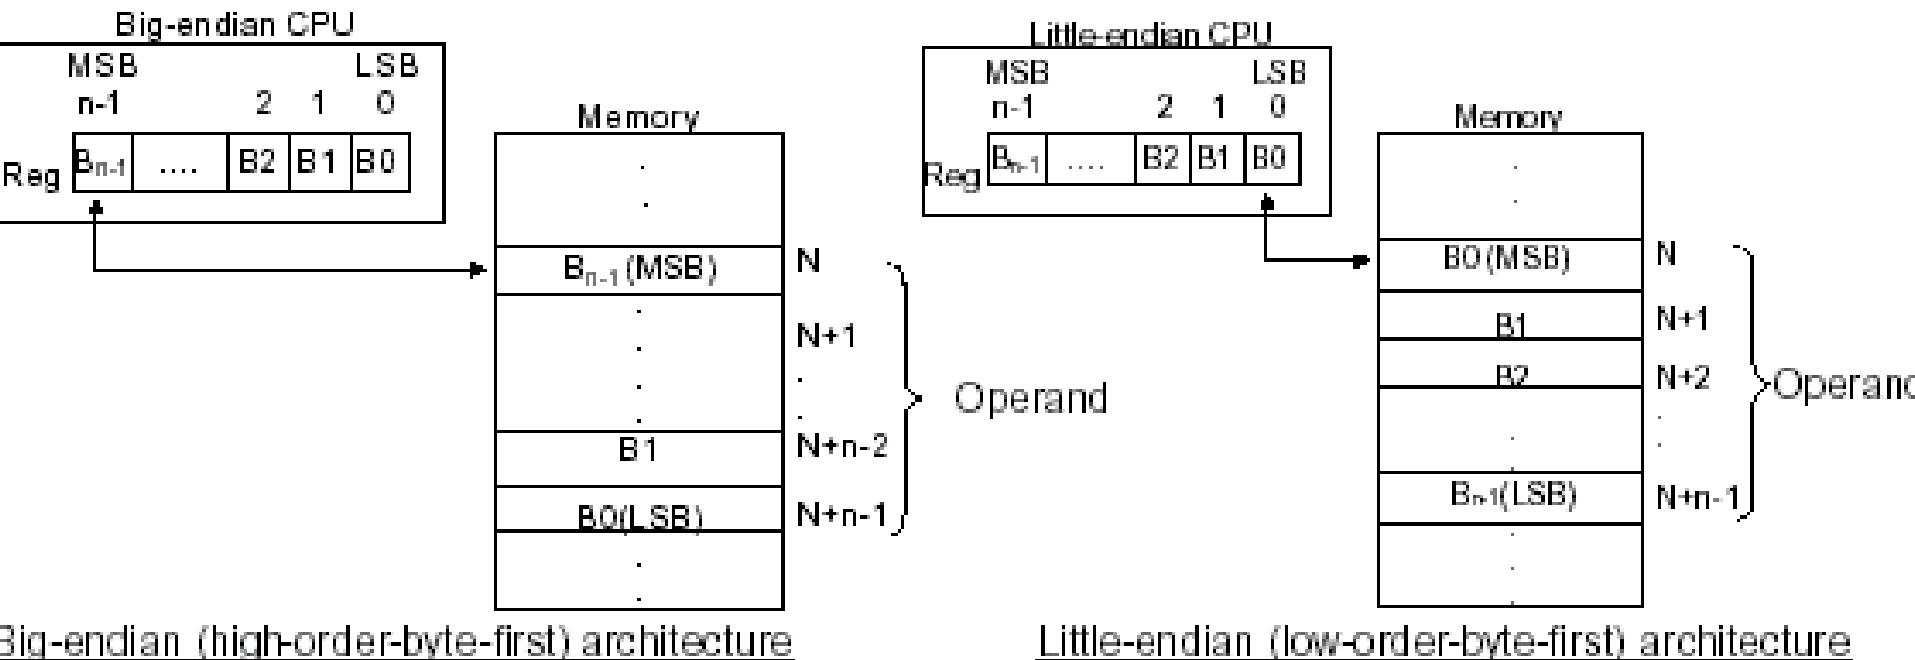 Big-endian CPU
MSB LSB
n-1 2 1 0
Reg Bn-1 .... B2 B1 B0
Memory
Bn-1(MSB) N
N+1
B1 N+n-2
B0(LSB) N+n-1
Operand
Big-endian (high-order-byte-first) architecture
Little-endian CPU
MSB LSB
n-1 2 1 0
Reg Bn-1 .... B2 B1 B0
Memory
B0(MSB) N
B1 N+1
B2 N+2
Bn-1(LSB) N+n-1
Operand
Little-endian (low-order-byte-first) architecture